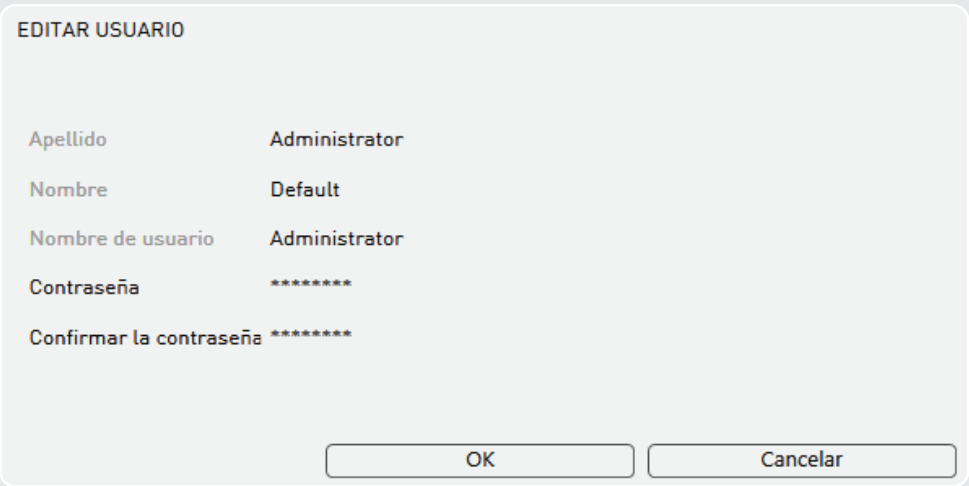 EDITAR USUARIO
Apellido Administrator
Nombre Default
Nombre de usuario Administrator
Contraseña ********
Confirmar la contraseña ********
OK Cancelar